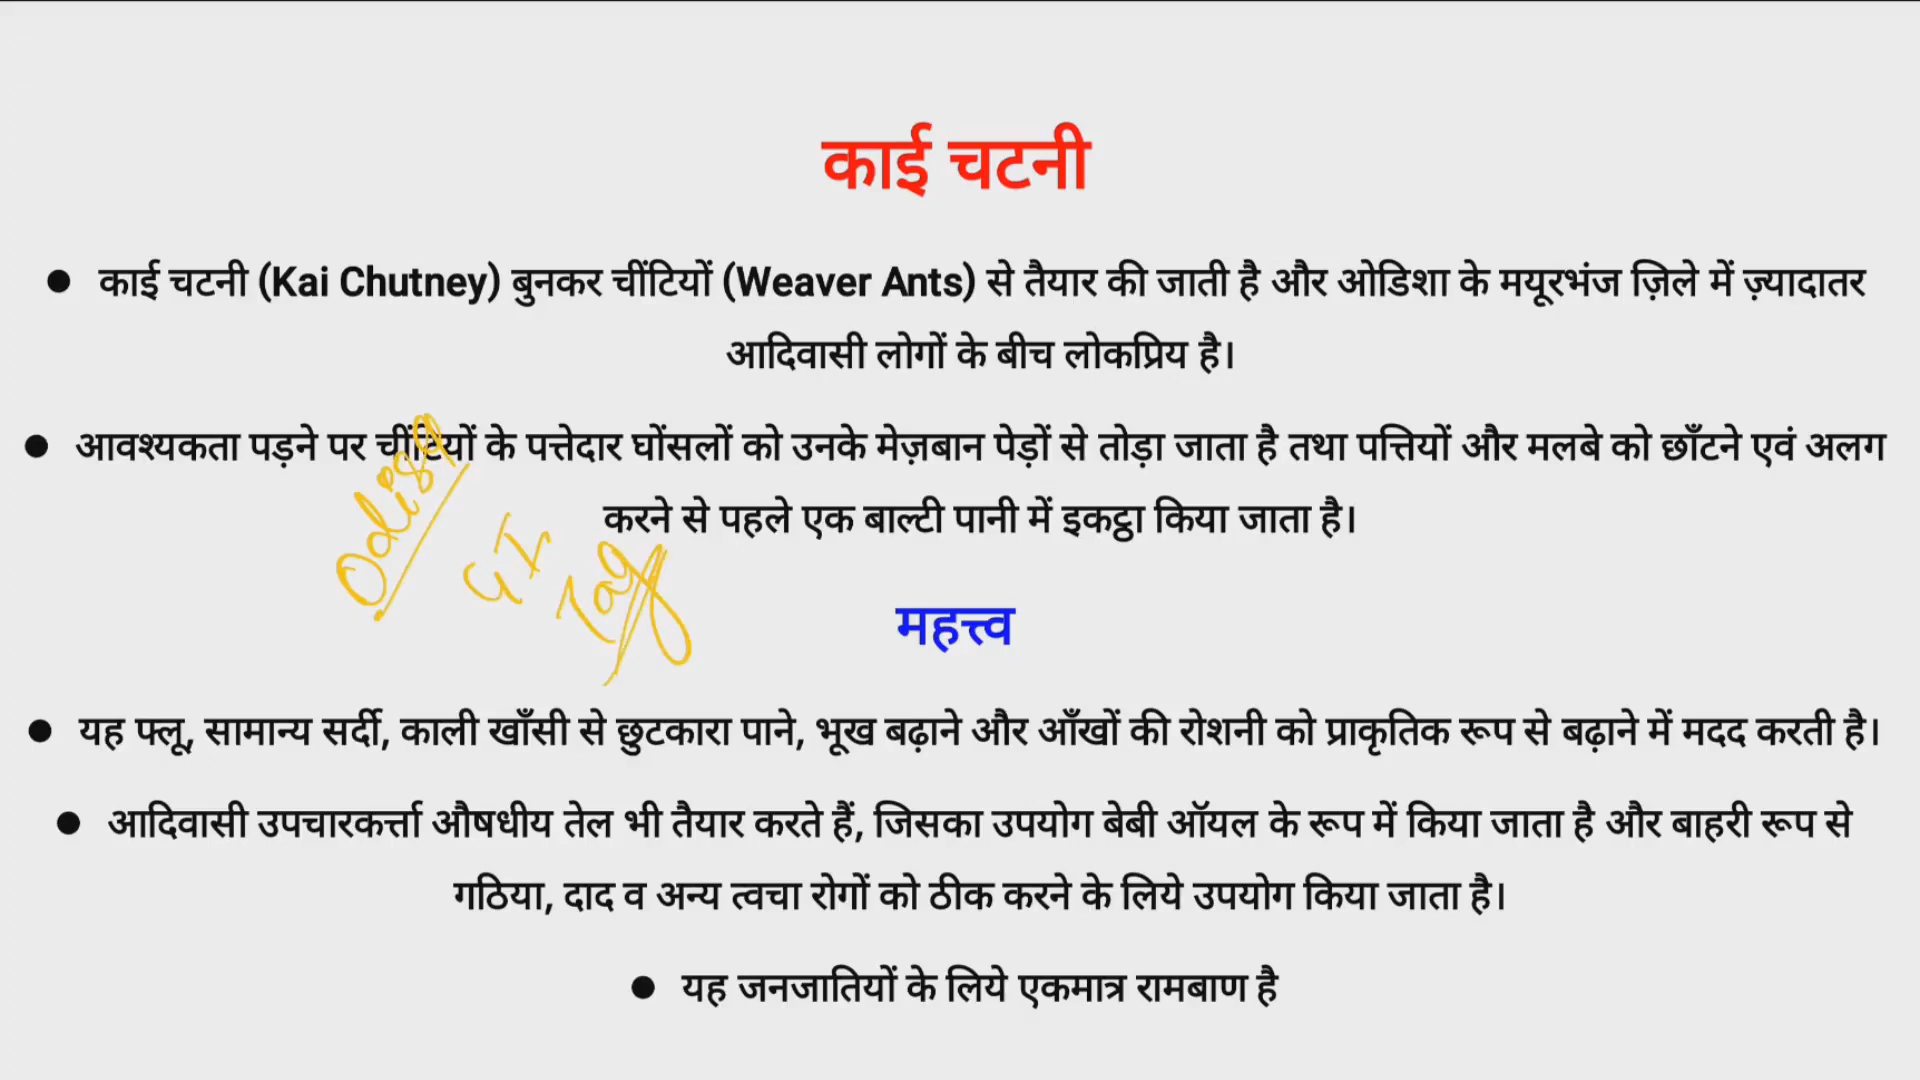 काई चटनी
● काई चटनी (Kai Chutney) बुनकर चींटियों (Weaver Ants) से तैयार की जाती है और ओडिशा के मयूरभंज ज़िले में ज़्यादातर
आदिवासी लोगों के बीच लोकप्रिय है।
● आवश्यकता पड़ने पर चींटियों के पत्तेदार घोंसलों को उनके मेज़बान पेड़ों से तोड़ा जाता है तथा पत्तियों और मलबे को छाँटने एवं अलग
करने से पहले एक बाल्टी पानी में इकट्ठा किया जाता है।
Odisha
GI
Tag
महत्त्व
● यह फ्लू, सामान्य सर्दी, काली खाँसी से छुटकारा पाने, भूख बढ़ाने और आँखों की रोशनी को प्राकृतिक रूप से बढ़ाने में मदद करती है।
● आदिवासी उपचारकर्त्ता औषधीय तेल भी तैयार करते हैं, जिसका उपयोग बेबी ऑयल के रूप में किया जाता है और बाहरी रूप से
गठिया, दाद व अन्य त्वचा रोगों को ठीक करने के लिये उपयोग किया जाता है।
● यह जनजातियों के लिये एकमात्र रामबाण है